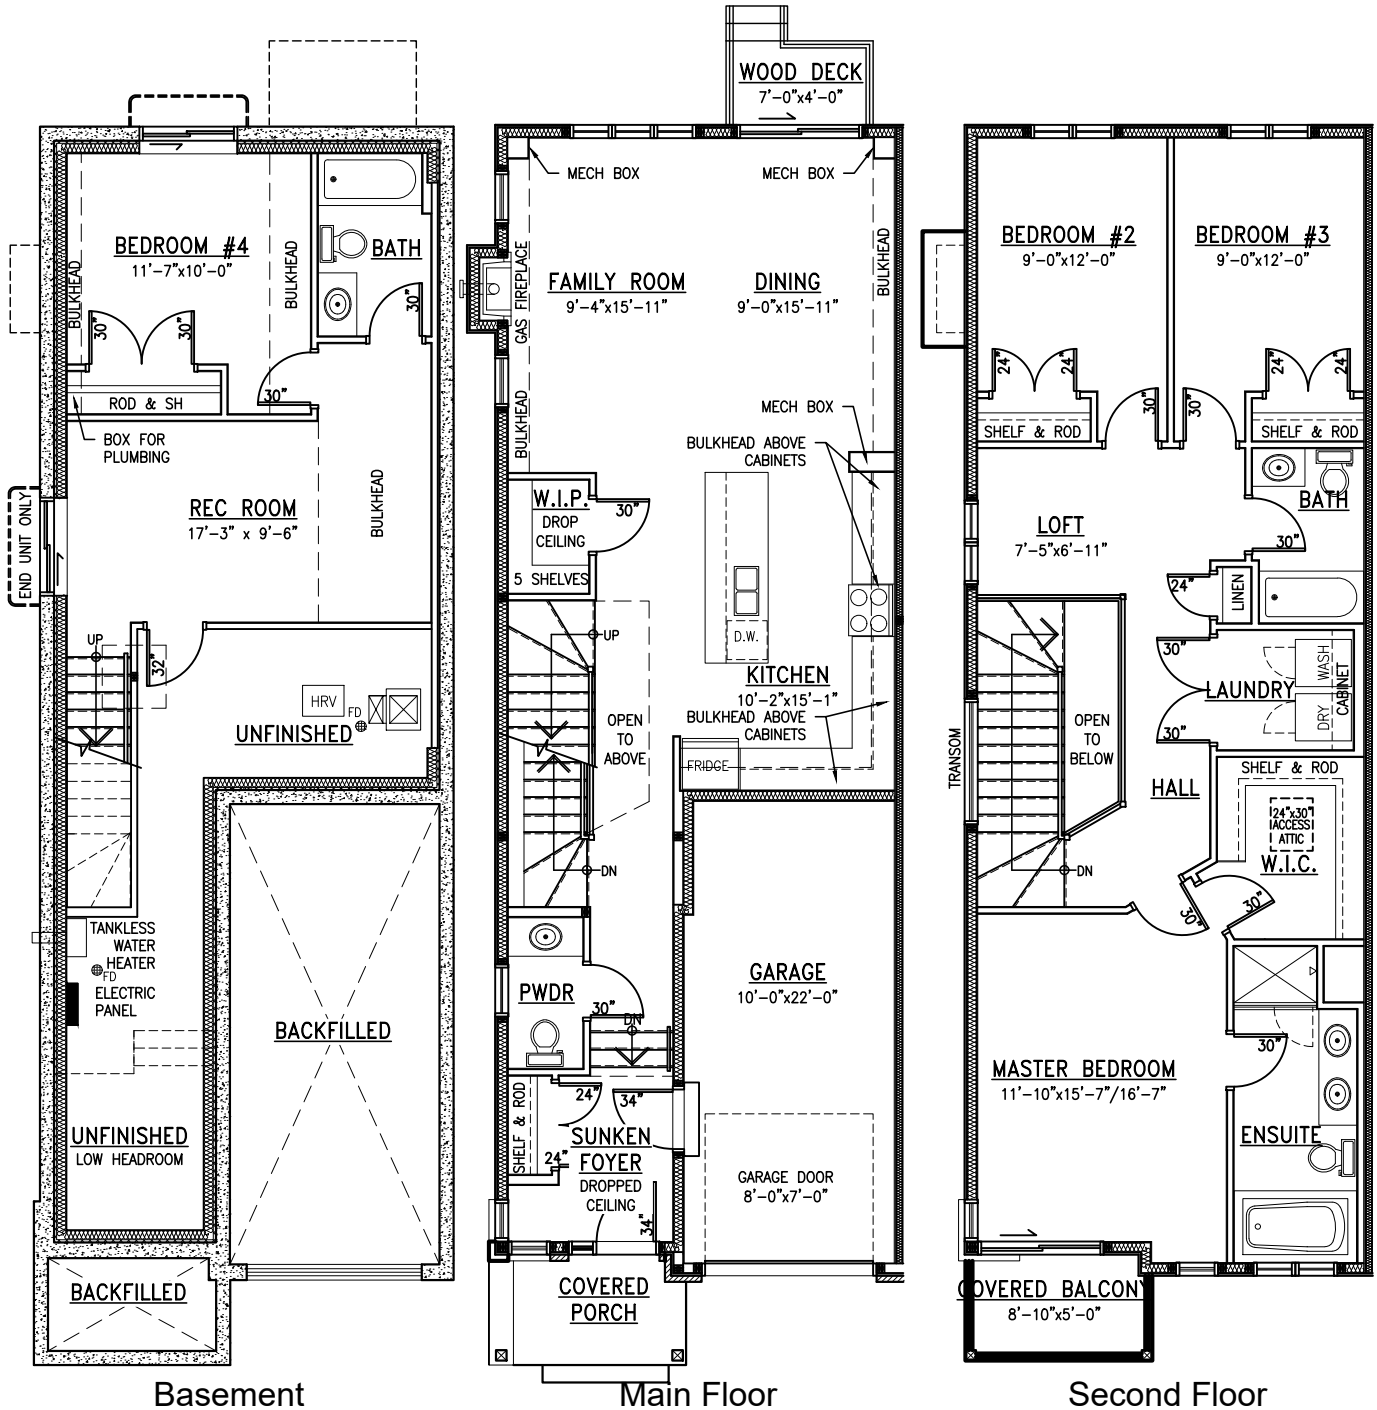 BEDROOM #4
11'-7"x10'-0"
BULKHEAD
BULKHEAD
BATH
30"
30"
30"
30"
ROD & SH
BOX FOR
PLUMBING
REC ROOM
17'-3" x 9'-6"
BULKHEAD
END UNIT ONLY
UP
32"
HRV
FD
UNFINISHED
TANKLESS
WATER
HEATER
FD
ELECTRIC
PANEL
BACKFILLED
UNFINISHED
LOW HEADROOM
BACKFILLED
Basement
WOOD DECK
7'-0"x4'-0"
MECH BOX
MECH BOX
BULKHEAD
GAS FIREPLACE
FAMILY ROOM
9'-4"x15'-11"
DINING
9'-0"x15'-11"
BULKHEAD
MECH BOX
BULKHEAD ABOVE
CABINETS
W.I.P.
DROP
CEILING
30"
5 SHELVES
UP
D.W.
KITCHEN
10'-2"x15'-1"
BULKHEAD ABOVE
CABINETS
OPEN
TO
ABOVE
FRIDGE
DN
PWDR
30"
DN
GARAGE
10'-0"x22'-0"
SHELF & ROD
24"
34"
SUNKEN
FOYER
24"
DROPPED
CEILING
34"
GARAGE DOOR
8'-0"x7'-0"
COVERED
PORCH
Main Floor
BEDROOM #2
9'-0"x12'-0"
BEDROOM #3
9'-0"x12'-0"
24"
24"
24"
24"
30"
30"
SHELF & ROD
SHELF & ROD
BATH
LOFT
7'-5"x6'-11"
30"
24"
LINEN
30"
LAUNDRY
WASH
DRY
CABINET
30"
OPEN
TO
BELOW
TRANSOM
HALL
SHELF & ROD
24"x30"
ACCESS
ATTIC
W.I.C.
DN
30"
30"
MASTER BEDROOM
11'-10"x15'-7"/16'-7"
30"
ENSUITE
COVERED BALCONY
8'-10"x5'-0"
Second Floor